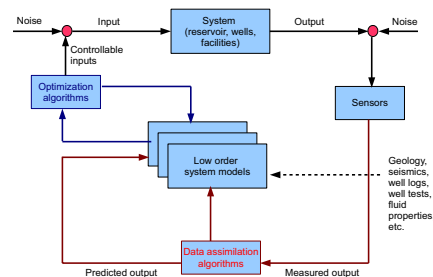 Noise
Input
System
(reservoir, wells,
facilities)
Output
Noise
Controllable
inputs
Optimization
algorithms
Sensors
Low order
system models
Geology,
seismics,
well logs,
well tests,
fluid
properties
etc.
Data assimilation
algorithms
Predicted output
Measured output